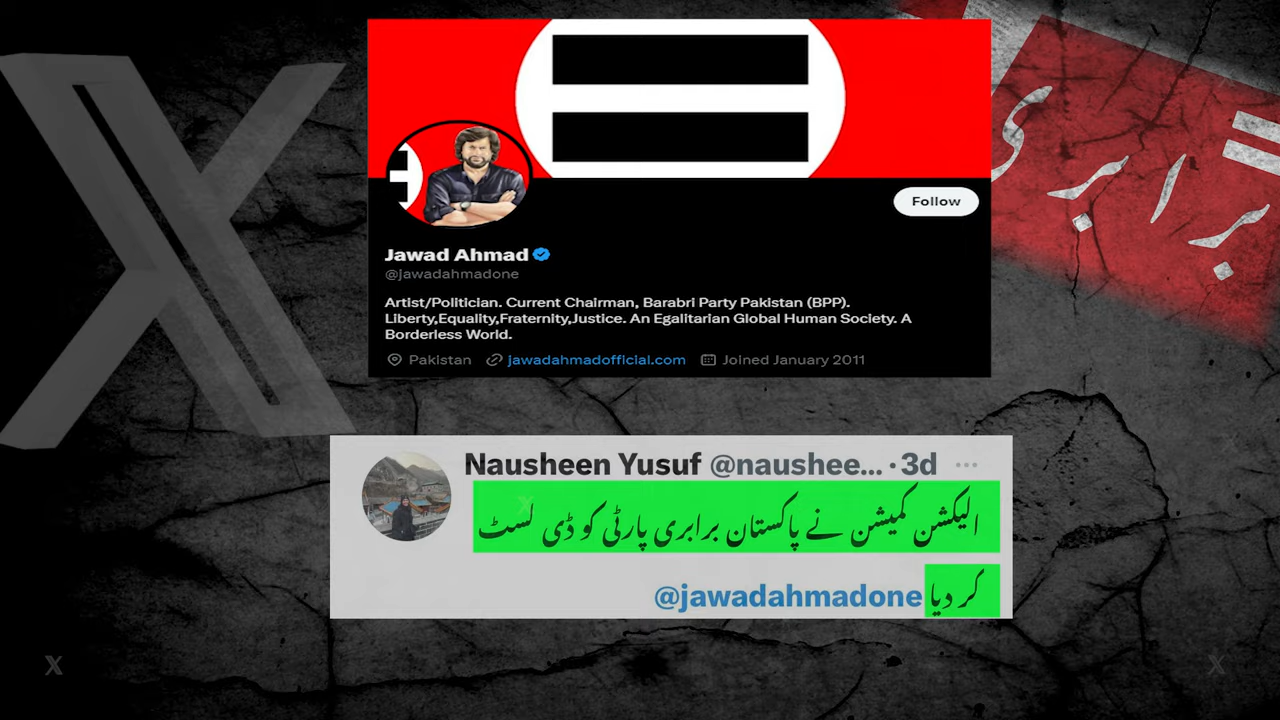 برابری
Follow
Jawad Ahmad
@jawadahmadone
Artist/Politician. Current Chairman, Barabri Party Pakistan (BPP).
Liberty,Equality,Fraternity,Justice. An Egalitarian Global Human Society. A
Borderless World.
Pakistan jawadahmadofficial.com Joined January 2011
Nausheen Yusuf @naushee... · 3d ...
الیکشن کمیشن نے پاکستان برابری پارٹی کو ڈی لسٹ
کر دیا @jawadahmadone